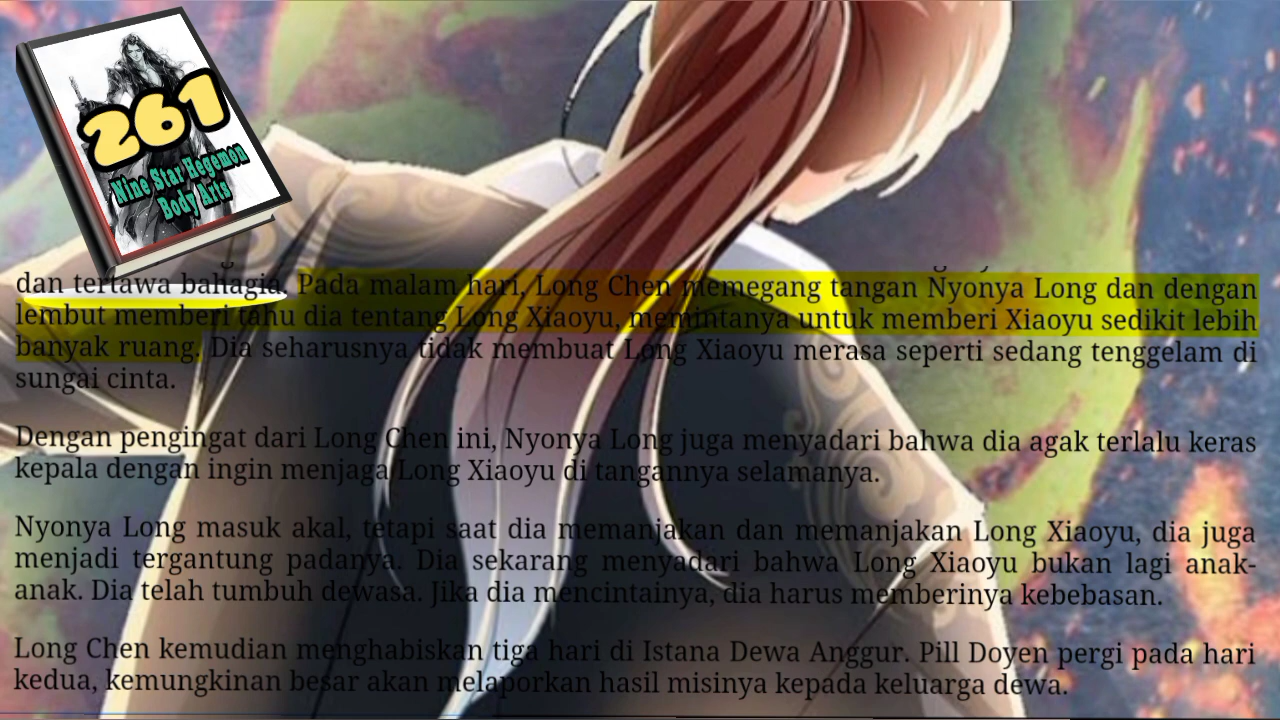 261
Nine Star Hegemon
Body Arts
dan tertawa bahagia. Pada malam hari, Long Chen memegang tangan Nyonya Long dan dengan
lembut memberi tahu dia tentang Long Xiaoyu, memintanya untuk memberi Xiaoyu sedikit lebih
banyak ruang. Dia seharusnya tidak membuat Long Xiaoyu merasa seperti sedang tenggelam di
sungai cinta.
Dengan pengingat dari Long Chen ini, Nyonya Long juga menyadari bahwa dia agak terlalu keras
kepala dengan ingin menjaga Long Xiaoyu di tangannya selamanya.
Nyonya Long masuk akal, tetapi saat dia memanjakan dan memanjakan Long Xiaoyu, dia juga
menjadi tergantung padanya. Dia sekarang menyadari bahwa Long Xiaoyu bukan lagi anak-
anak. Dia telah tumbuh dewasa. Jika dia mencintainya, dia harus memberinya kebebasan.
Long Chen kemudian menghabiskan tiga hari di Istana Dewa Anggur. Pill Doyen pergi pada hari
kedua, kemungkinan besar akan melaporkan hasil misinya kepada keluarga dewa.